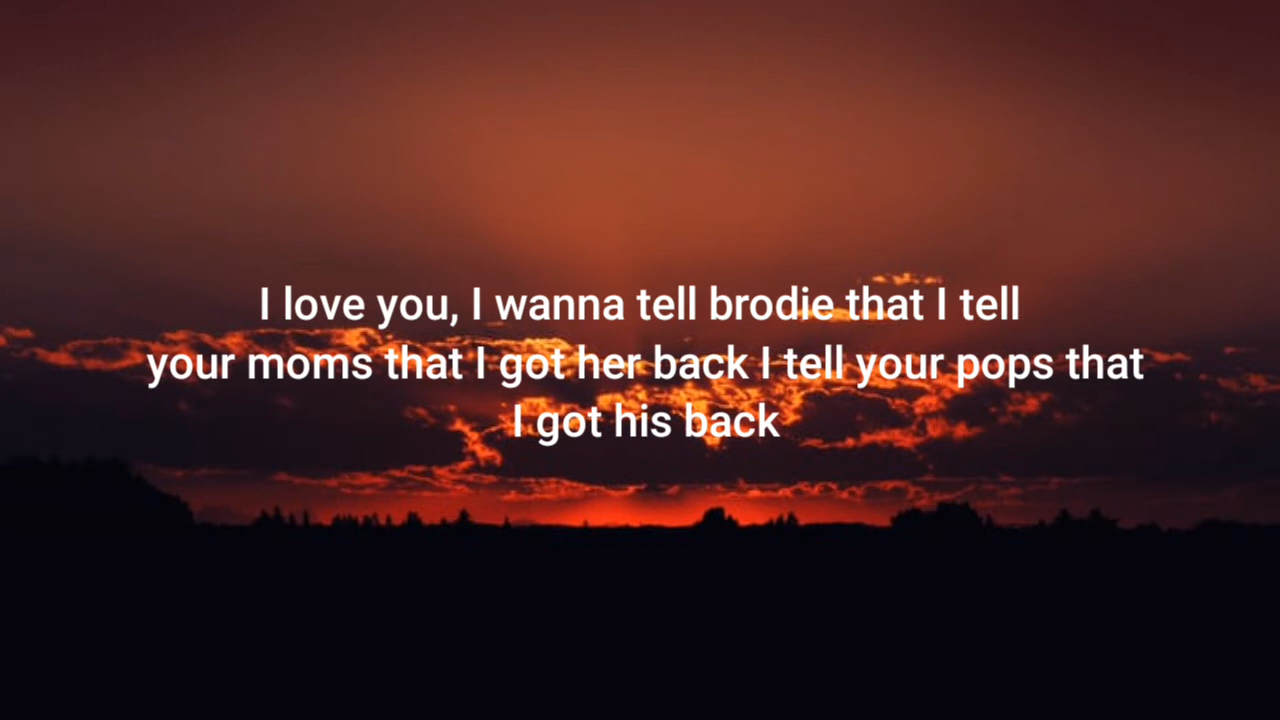 I love you, I wanna tell brodie that I tell
your moms that I got her back I tell your pops that
I got his back